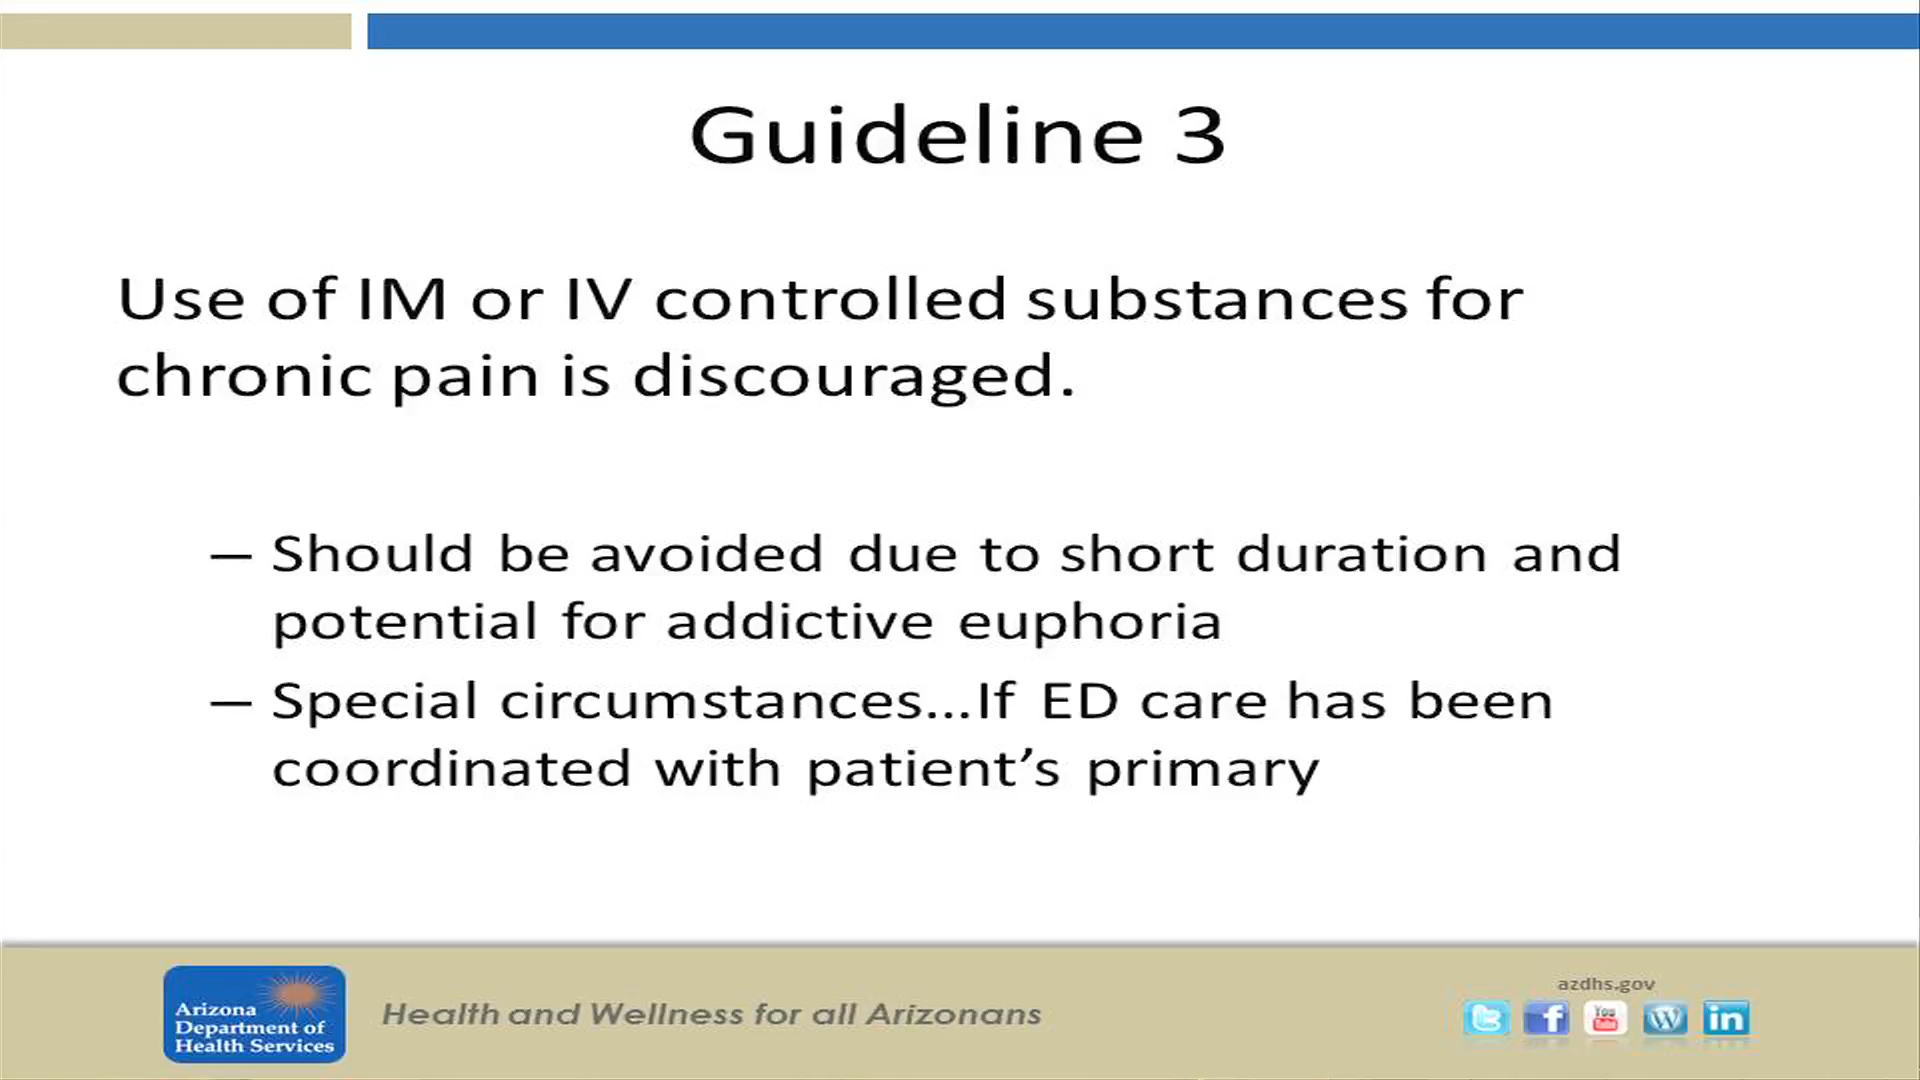 Guideline 3
Use of IM or IV controlled substances for
chronic pain is discouraged.
– Should be avoided due to short duration and
potential for addictive euphoria
– Special circumstances...If ED care has been
coordinated with patient’s primary
Arizona
Department of
Health Services
Health and Wellness for all Arizonans
azdhs.gov
You
Tube